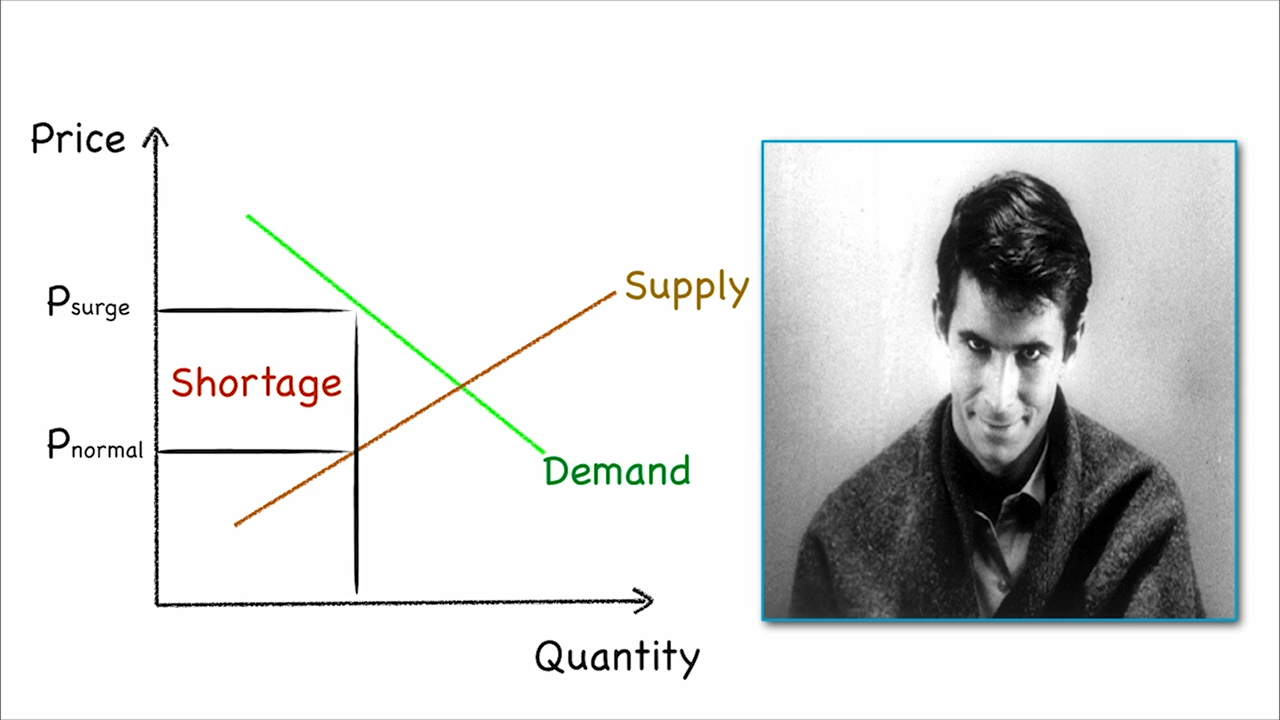 Price
Supply
Psurge
Shortage
Pnormal
Demand
Quantity